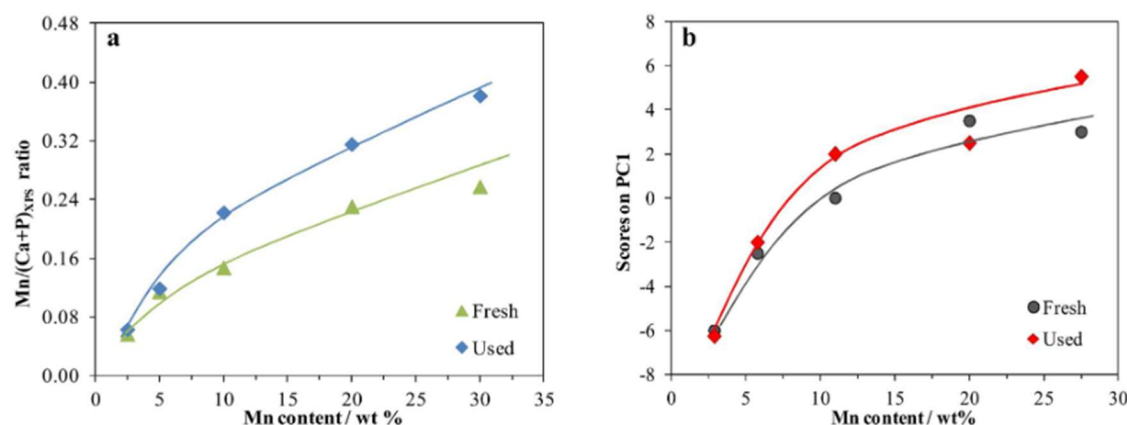 a
0.48
0.40
0.32
0.24
0.16
0.08
0.00
Mn/(Ca+P)XPS ratio
0 5 10 15 20 25 30 35
Mn content / wt %
Fresh
Used
b
8
6
4
2
0
-2
-4
-6
-8
Scores on PC1
0 5 10 15 20 25 30
Mn content / wt%
Fresh
Used